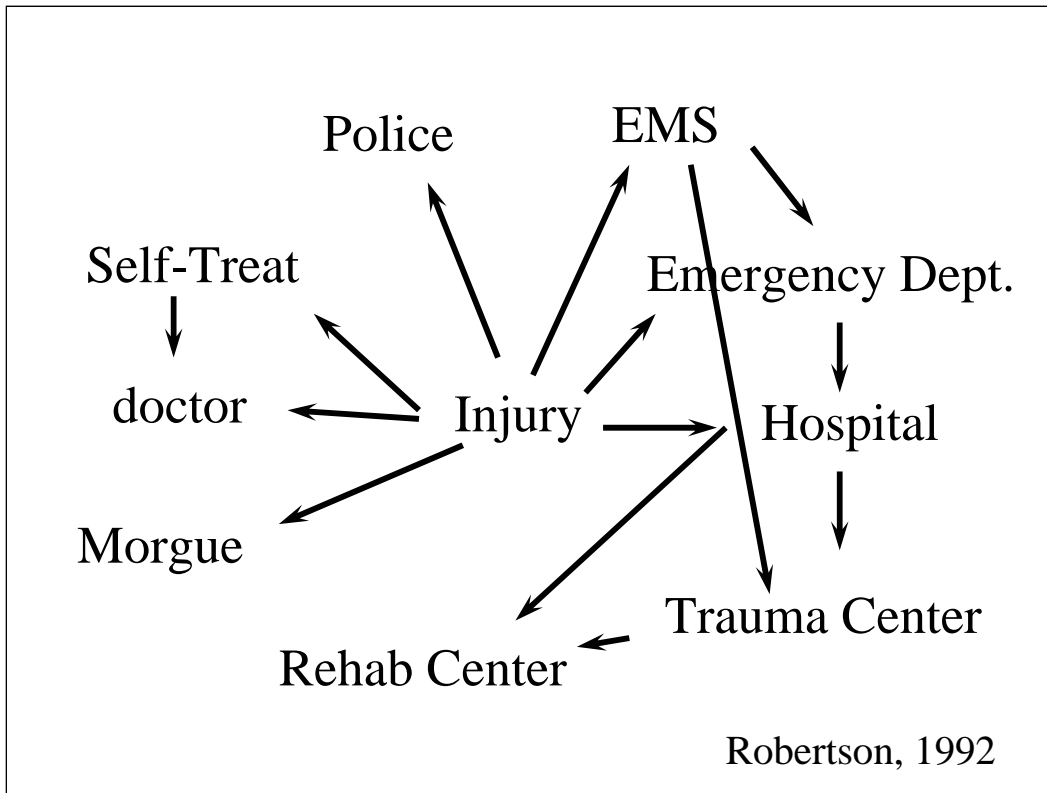 Police
EMS
Self-Treat
Emergency Dept.
doctor
Injury
Hospital
Morgue
Trauma Center
Rehab Center
Robertson, 1992